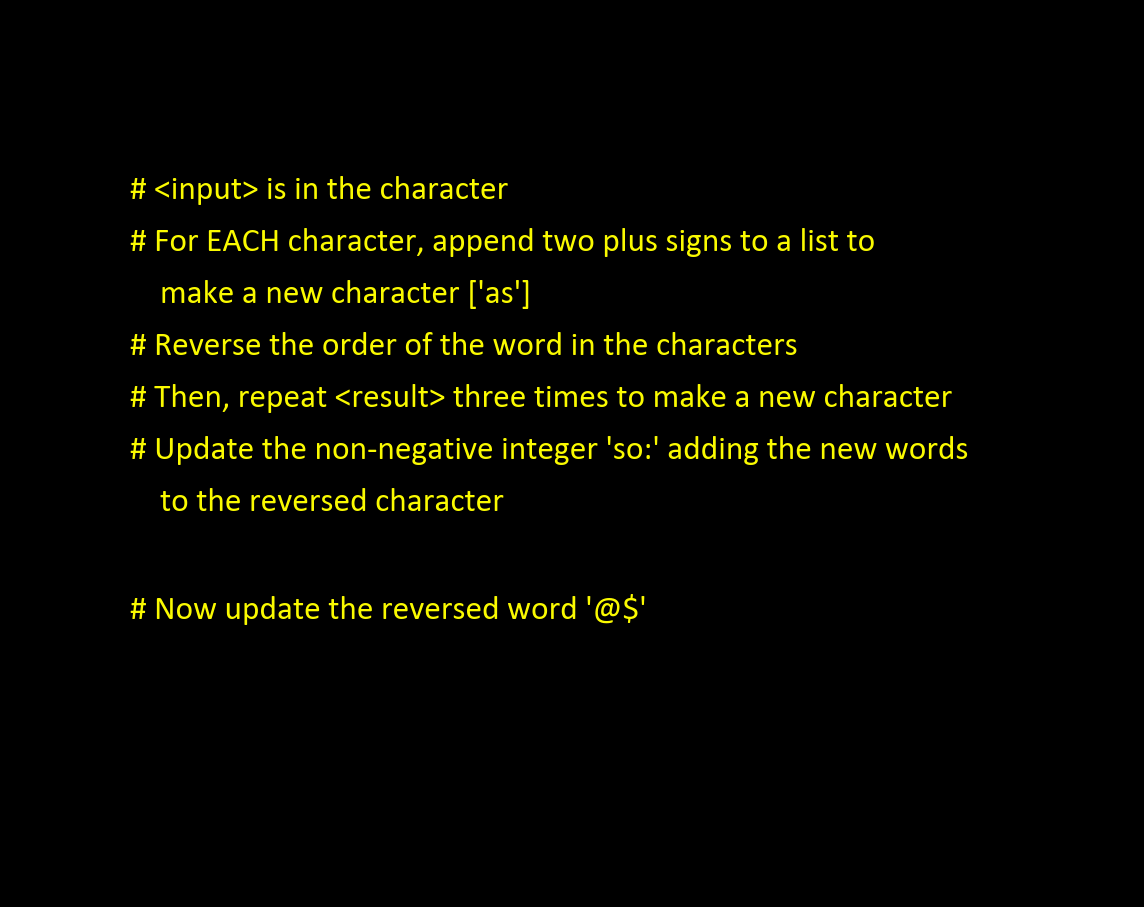 # <input> is in the character
# For EACH character, append two plus signs to a list to
make a new character ['as']
# Reverse the order of the word in the characters
# Then, repeat <result> three times to make a new character
# Update the non-negative integer 'so:' adding the new words
to the reversed character
# Now update the reversed word '@$'